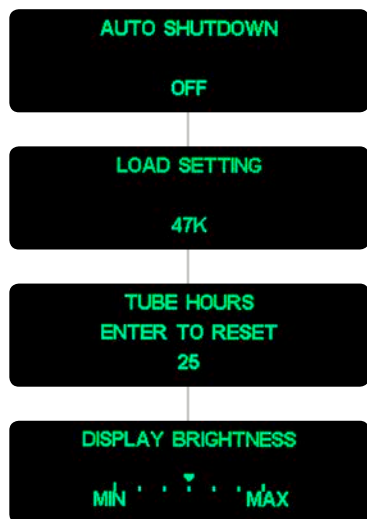 AUTO SHUTDOWN
OFF
LOAD SETTING
47K
TUBE HOURS
ENTER TO RESET
25
DISPLAY BRIGHTNESS
MIN MAX